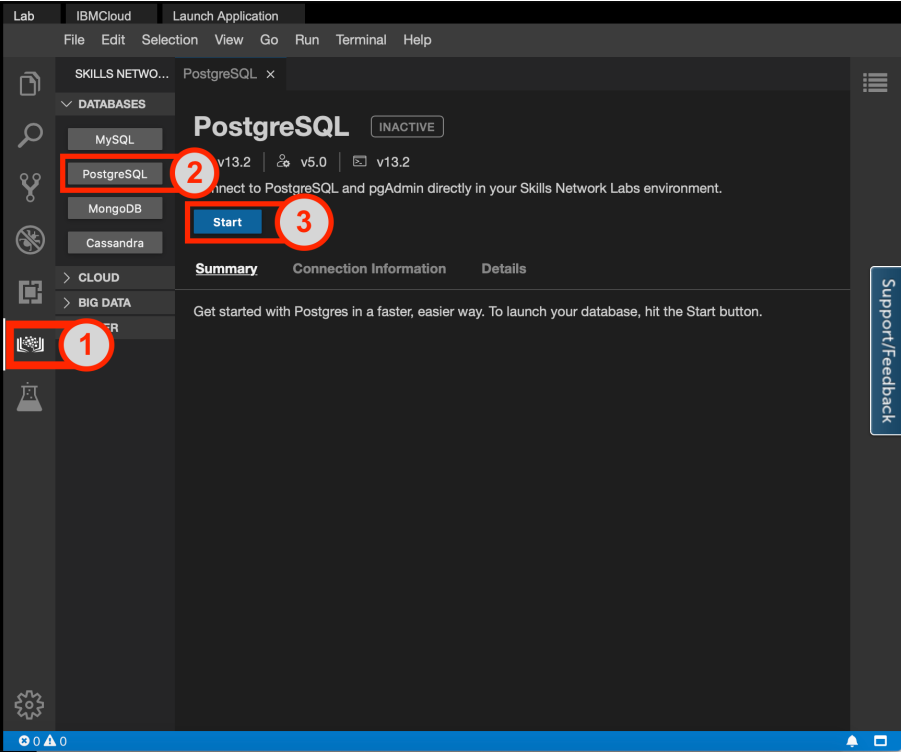 Lab IBMCloud Launch Application
File Edit Selection View Go Run Terminal Help
SKILLS NETWO... PostgreSQL ×
DATABASES
MySQL
PostgreSQL
MongoDB
Cassandra
CLOUD
BIG DATA
ER
1
2
3
PostgreSQL INACTIVE
v13.2 v5.0 v13.2
nnect to PostgreSQL and pgAdmin directly in your Skills Network Labs environment.
Start
Summary Connection Information Details
Get started with Postgres in a faster, easier way. To launch your database, hit the Start button.
Support/Feedback
0 0